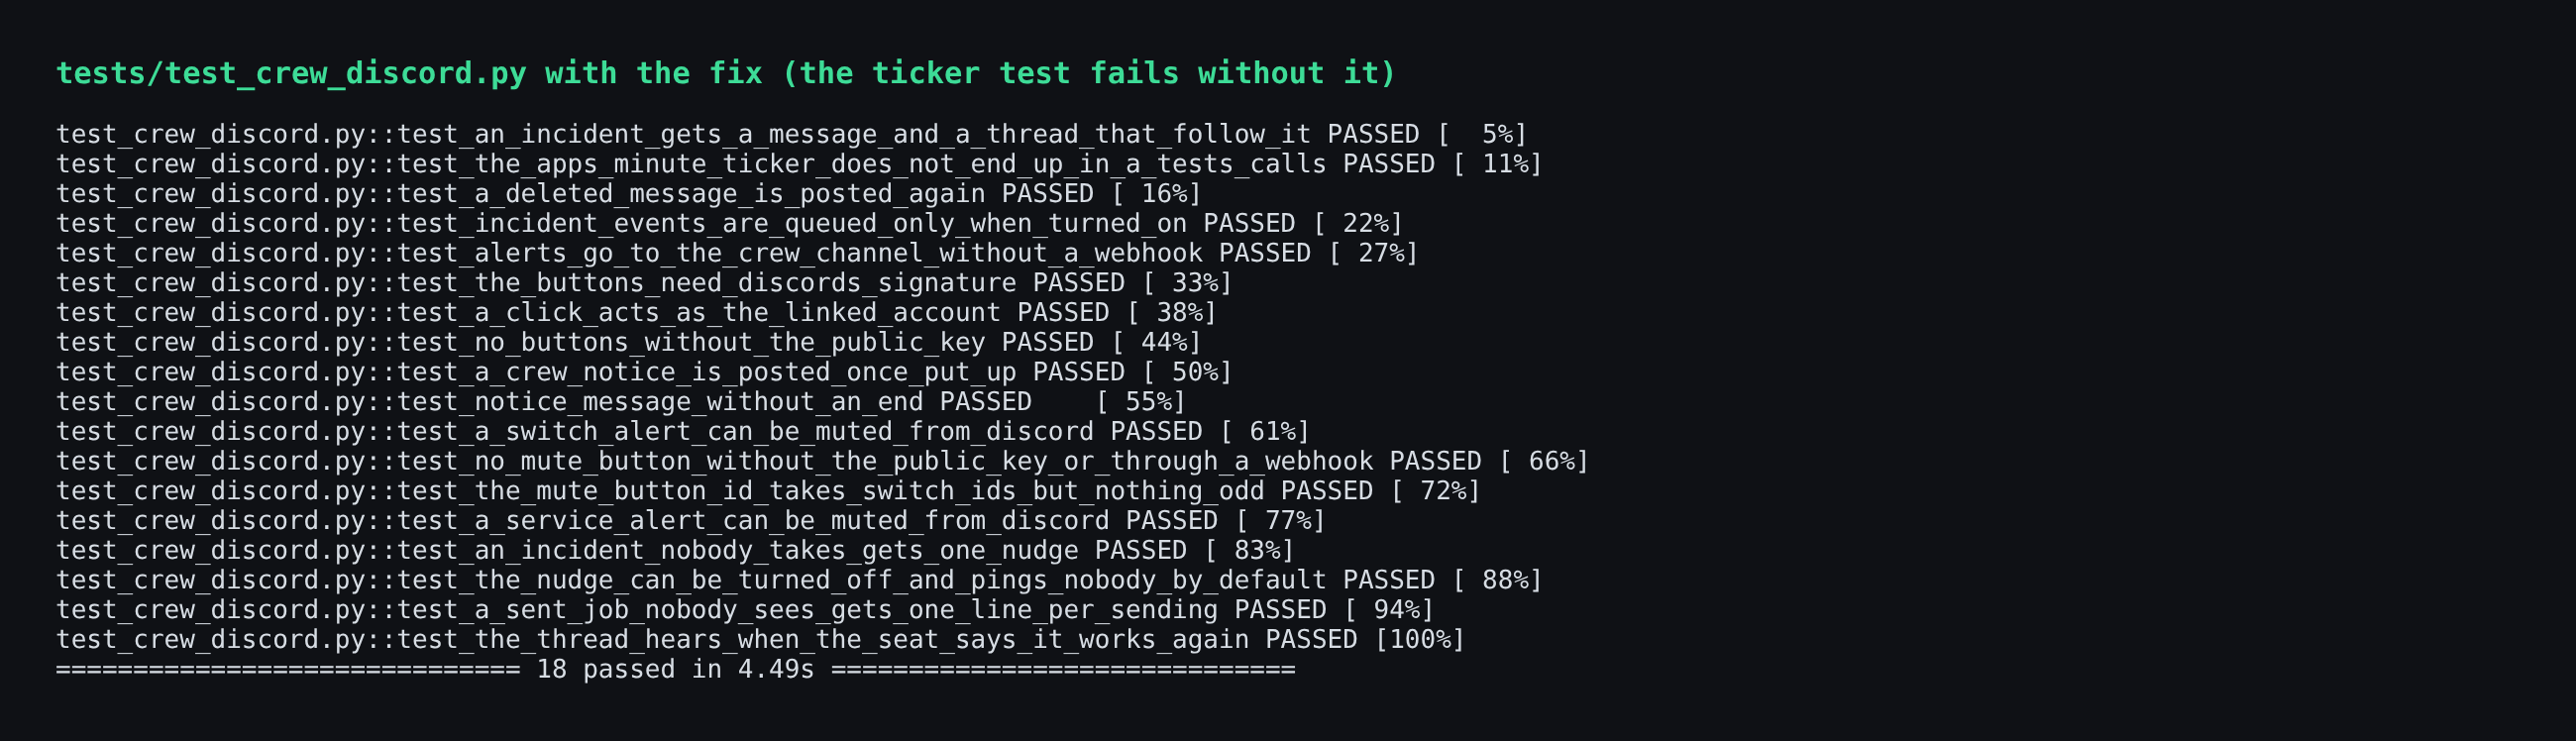 tests/test_crew_discord.py with the fix (the ticker test fails without it)
test_crew_discord.py::test_an_incident_gets_a_message_and_a_thread_that_follow_it PASSED [  5%]
test_crew_discord.py::test_the_apps_minute_ticker_does_not_end_up_in_a_tests_calls PASSED [ 11%]
test_crew_discord.py::test_a_deleted_message_is_posted_again PASSED [ 16%]
test_crew_discord.py::test_incident_events_are_queued_only_when_turned_on PASSED [ 22%]
test_crew_discord.py::test_alerts_go_to_the_crew_channel_without_a_webhook PASSED [ 27%]
test_crew_discord.py::test_the_buttons_need_discords_signature PASSED [ 33%]
test_crew_discord.py::test_a_click_acts_as_the_linked_account PASSED [ 38%]
test_crew_discord.py::test_no_buttons_without_the_public_key PASSED [ 44%]
test_crew_discord.py::test_a_crew_notice_is_posted_once_put_up PASSED [ 50%]
test_crew_discord.py::test_notice_message_without_an_end PASSED    [ 55%]
test_crew_discord.py::test_a_switch_alert_can_be_muted_from_discord PASSED [ 61%]
test_crew_discord.py::test_no_mute_button_without_the_public_key_or_through_a_webhook PASSED [ 66%]
test_crew_discord.py::test_the_mute_button_id_takes_switch_ids_but_nothing_odd PASSED [ 72%]
test_crew_discord.py::test_a_service_alert_can_be_muted_from_discord PASSED [ 77%]
test_crew_discord.py::test_an_incident_nobody_takes_gets_one_nudge PASSED [ 83%]
test_crew_discord.py::test_the_nudge_can_be_turned_off_and_pings_nobody_by_default PASSED [ 88%]
test_crew_discord.py::test_a_sent_job_nobody_sees_gets_one_line_per_sending PASSED [ 94%]
test_crew_discord.py::test_the_thread_hears_when_the_seat_says_it_works_again PASSED [100%]
============================== 18 passed in 4.49s ==============================